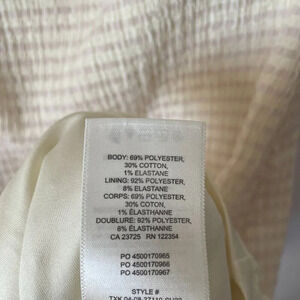 BODY: 69% POLYESTER,
30% COTTON,
1% ELASTANE
LINING: 92% POLYESTER,
8% ELASTANE
CORPS: 69% POLYESTER,
30% COTON,
1% ÉLASTHANNE
DOUBLURE: 92% POLYESTER,
8% ÉLASTHANNE
CA 23725 RN 122354
PO 4500170965
PO 4500170966
PO 4500170967
STYLE #